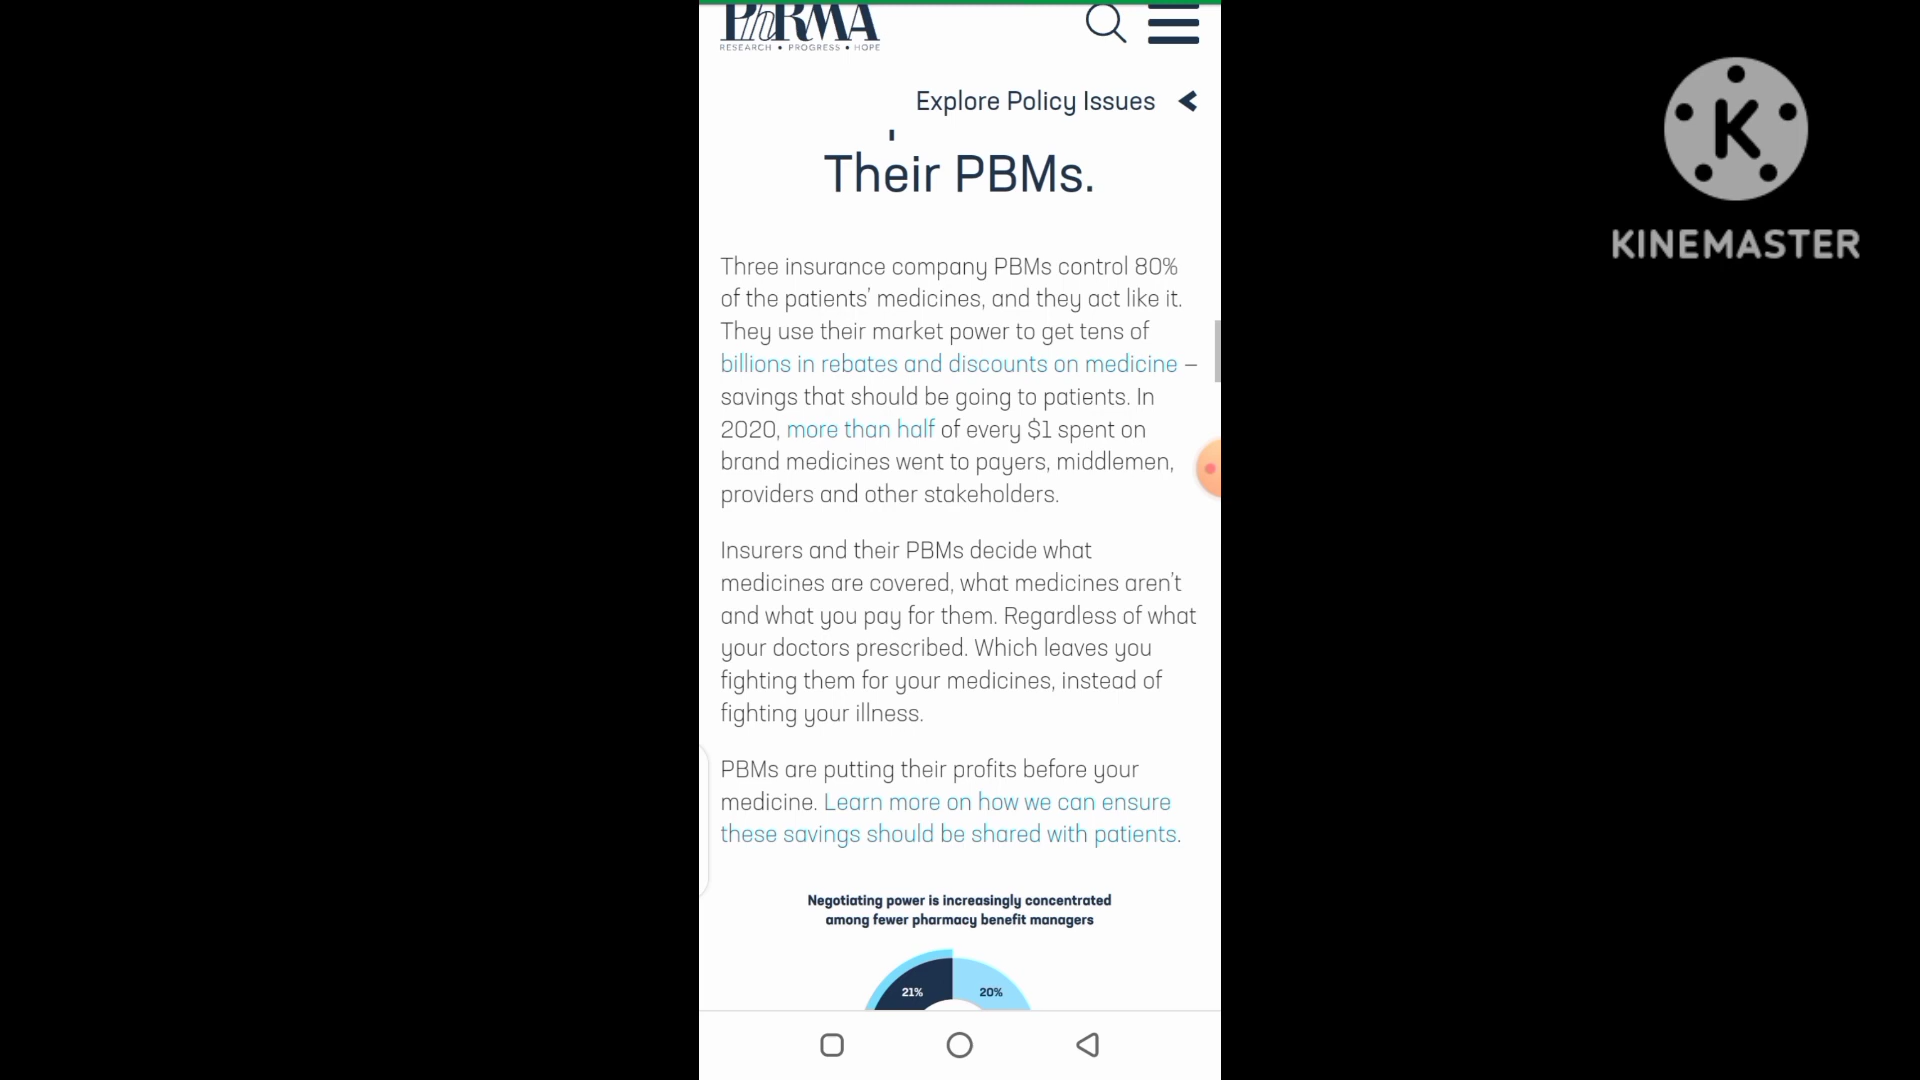 PhRMA
RESEARCH • PROGRESS • HOPE
Explore Policy Issues
Their PBMs.
Three insurance company PBMs control 80%
of the patients’ medicines, and they act like it.
They use their market power to get tens of
billions in rebates and discounts on medicine –
savings that should be going to patients. In
2020, more than half of every $1 spent on
brand medicines went to payers, middlemen,
providers and other stakeholders.
Insurers and their PBMs decide what
medicines are covered, what medicines aren’t
and what you pay for them. Regardless of what
your doctors prescribed. Which leaves you
fighting them for your medicines, instead of
fighting your illness.
PBMs are putting their profits before your
medicine. Learn more on how we can ensure
these savings should be shared with patients.
Negotiating power is increasingly concentrated
among fewer pharmacy benefit managers
21%
20%
K
KINEMASTER